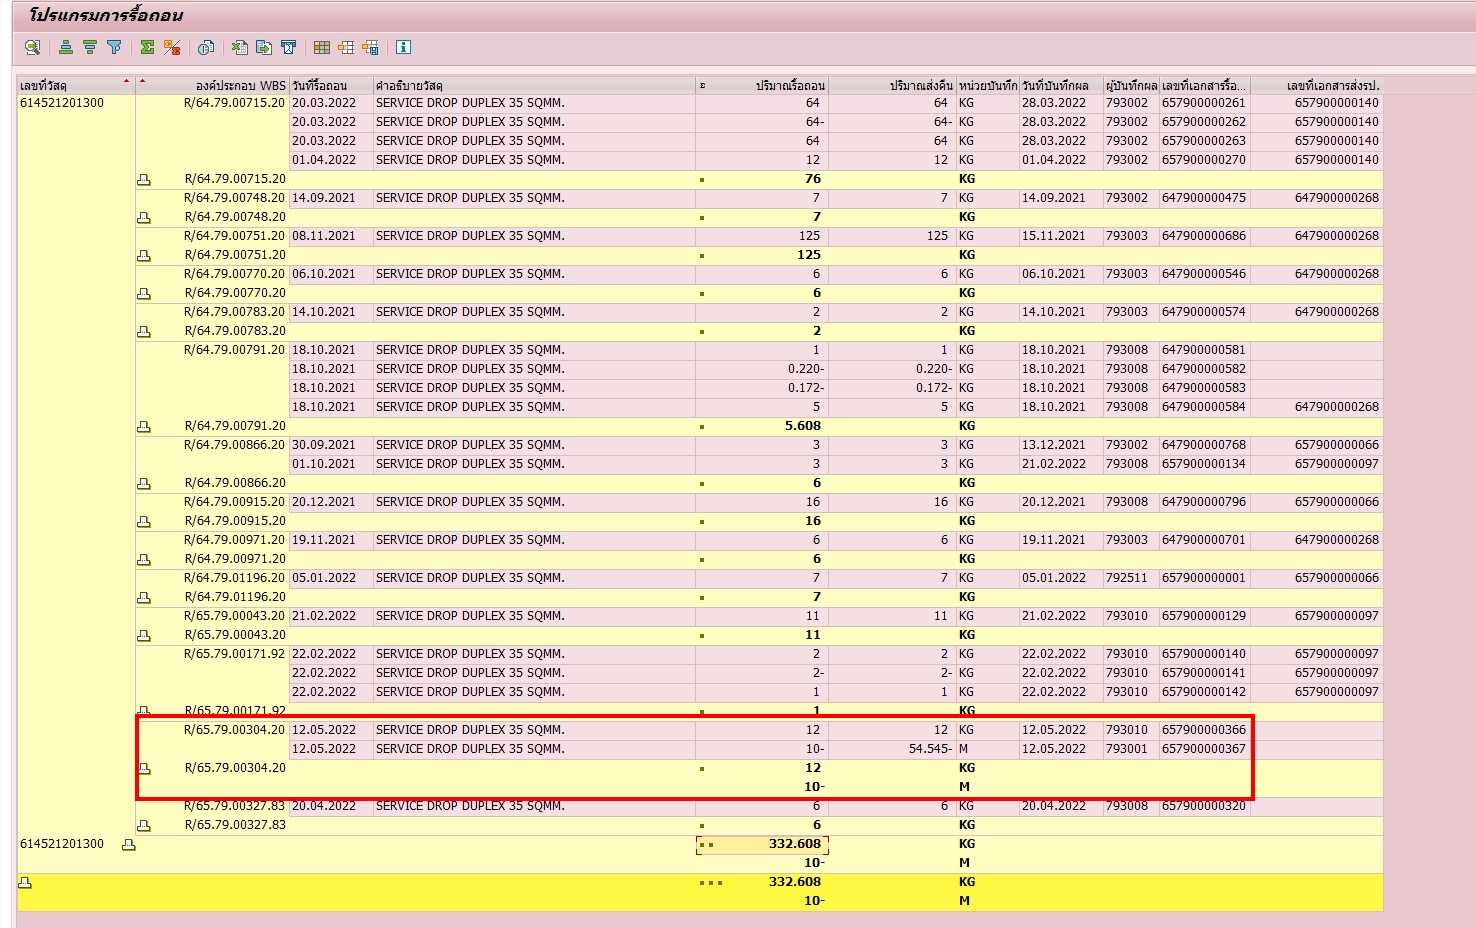 โปรแกรมการรื้อถอน
เลขที่วัสดุ องค์ประกอบ WBS วันที่รื้อถอน คำอธิบายวัสดุ Σ ปริมาณรื้อถอน ปริมาณส่งคืน หน่วยบันทึก วันที่บันทึกผล ผู้บันทึกผล เลขที่เอกสารรื้อ... เลขที่เอกสารส่งรป.
614521201300 R/64.79.00715.20 20.03.2022 SERVICE DROP DUPLEX 35 SQMM. 64 64 KG 28.03.2022 793002 657900000261 657900000140
20.03.2022 SERVICE DROP DUPLEX 35 SQMM. 64- 64- KG 28.03.2022 793002 657900000262 657900000140
20.03.2022 SERVICE DROP DUPLEX 35 SQMM. 64 64 KG 28.03.2022 793002 657900000263 657900000140
01.04.2022 SERVICE DROP DUPLEX 35 SQMM. 12 12 KG 01.04.2022 793002 657900000270 657900000140
R/64.79.00715.20 76 KG
R/64.79.00748.20 14.09.2021 SERVICE DROP DUPLEX 35 SQMM. 7 7 KG 14.09.2021 793002 647900000475 647900000268
R/64.79.00748.20 7 KG
R/64.79.00751.20 08.11.2021 SERVICE DROP DUPLEX 35 SQMM. 125 125 KG 15.11.2021 793003 647900000686 647900000268
R/64.79.00751.20 125 KG
R/64.79.00770.20 06.10.2021 SERVICE DROP DUPLEX 35 SQMM. 6 6 KG 06.10.2021 793003 647900000546 647900000268
R/64.79.00770.20 6 KG
R/64.79.00783.20 14.10.2021 SERVICE DROP DUPLEX 35 SQMM. 2 2 KG 14.10.2021 793003 647900000574 647900000268
R/64.79.00783.20 2 KG
R/64.79.00791.20 18.10.2021 SERVICE DROP DUPLEX 35 SQMM. 1 1 KG 18.10.2021 793008 647900000581
18.10.2021 SERVICE DROP DUPLEX 35 SQMM. 0.220- 0.220- KG 18.10.2021 793008 647900000582
18.10.2021 SERVICE DROP DUPLEX 35 SQMM. 0.172- 0.172- KG 18.10.2021 793008 647900000583
18.10.2021 SERVICE DROP DUPLEX 35 SQMM. 5 5 KG 18.10.2021 793008 647900000584 647900000268
R/64.79.00791.20 5.608 KG
R/64.79.00866.20 30.09.2021 SERVICE DROP DUPLEX 35 SQMM. 3 3 KG 13.12.2021 793002 647900000768 657900000066
01.10.2021 SERVICE DROP DUPLEX 35 SQMM. 3 3 KG 21.02.2022 793008 657900000134 657900000097
R/64.79.00866.20 6 KG
R/64.79.00915.20 20.12.2021 SERVICE DROP DUPLEX 35 SQMM. 16 16 KG 20.12.2021 793008 647900000796 657900000066
R/64.79.00915.20 16 KG
R/64.79.00971.20 19.11.2021 SERVICE DROP DUPLEX 35 SQMM. 6 6 KG 19.11.2021 793003 647900000701 647900000268
R/64.79.00971.20 6 KG
R/64.79.01196.20 05.01.2022 SERVICE DROP DUPLEX 35 SQMM. 7 7 KG 05.01.2022 792511 657900000001 657900000066
R/64.79.01196.20 7 KG
R/65.79.00043.20 21.02.2022 SERVICE DROP DUPLEX 35 SQMM. 11 11 KG 21.02.2022 793010 657900000129 657900000097
R/65.79.00043.20 11 KG
R/65.79.00171.92 22.02.2022 SERVICE DROP DUPLEX 35 SQMM. 2 2 KG 22.02.2022 793010 657900000140 657900000097
22.02.2022 SERVICE DROP DUPLEX 35 SQMM. 2- 2- KG 22.02.2022 793010 657900000141 657900000097
22.02.2022 SERVICE DROP DUPLEX 35 SQMM. 1 1 KG 22.02.2022 793010 657900000142 657900000097
R/65.79.00171.92 1 KG
R/65.79.00304.20 12.05.2022 SERVICE DROP DUPLEX 35 SQMM. 12 12 KG 12.05.2022 793010 657900000366
12.05.2022 SERVICE DROP DUPLEX 35 SQMM. 10- 54.545- M 12.05.2022 793001 657900000367
R/65.79.00304.20 12 KG
10- M
R/65.79.00327.83 20.04.2022 SERVICE DROP DUPLEX 35 SQMM. 6 6 KG 20.04.2022 793008 657900000320
R/65.79.00327.83 6 KG
614521201300 332.608 KG
10- M
332.608 KG
10- M